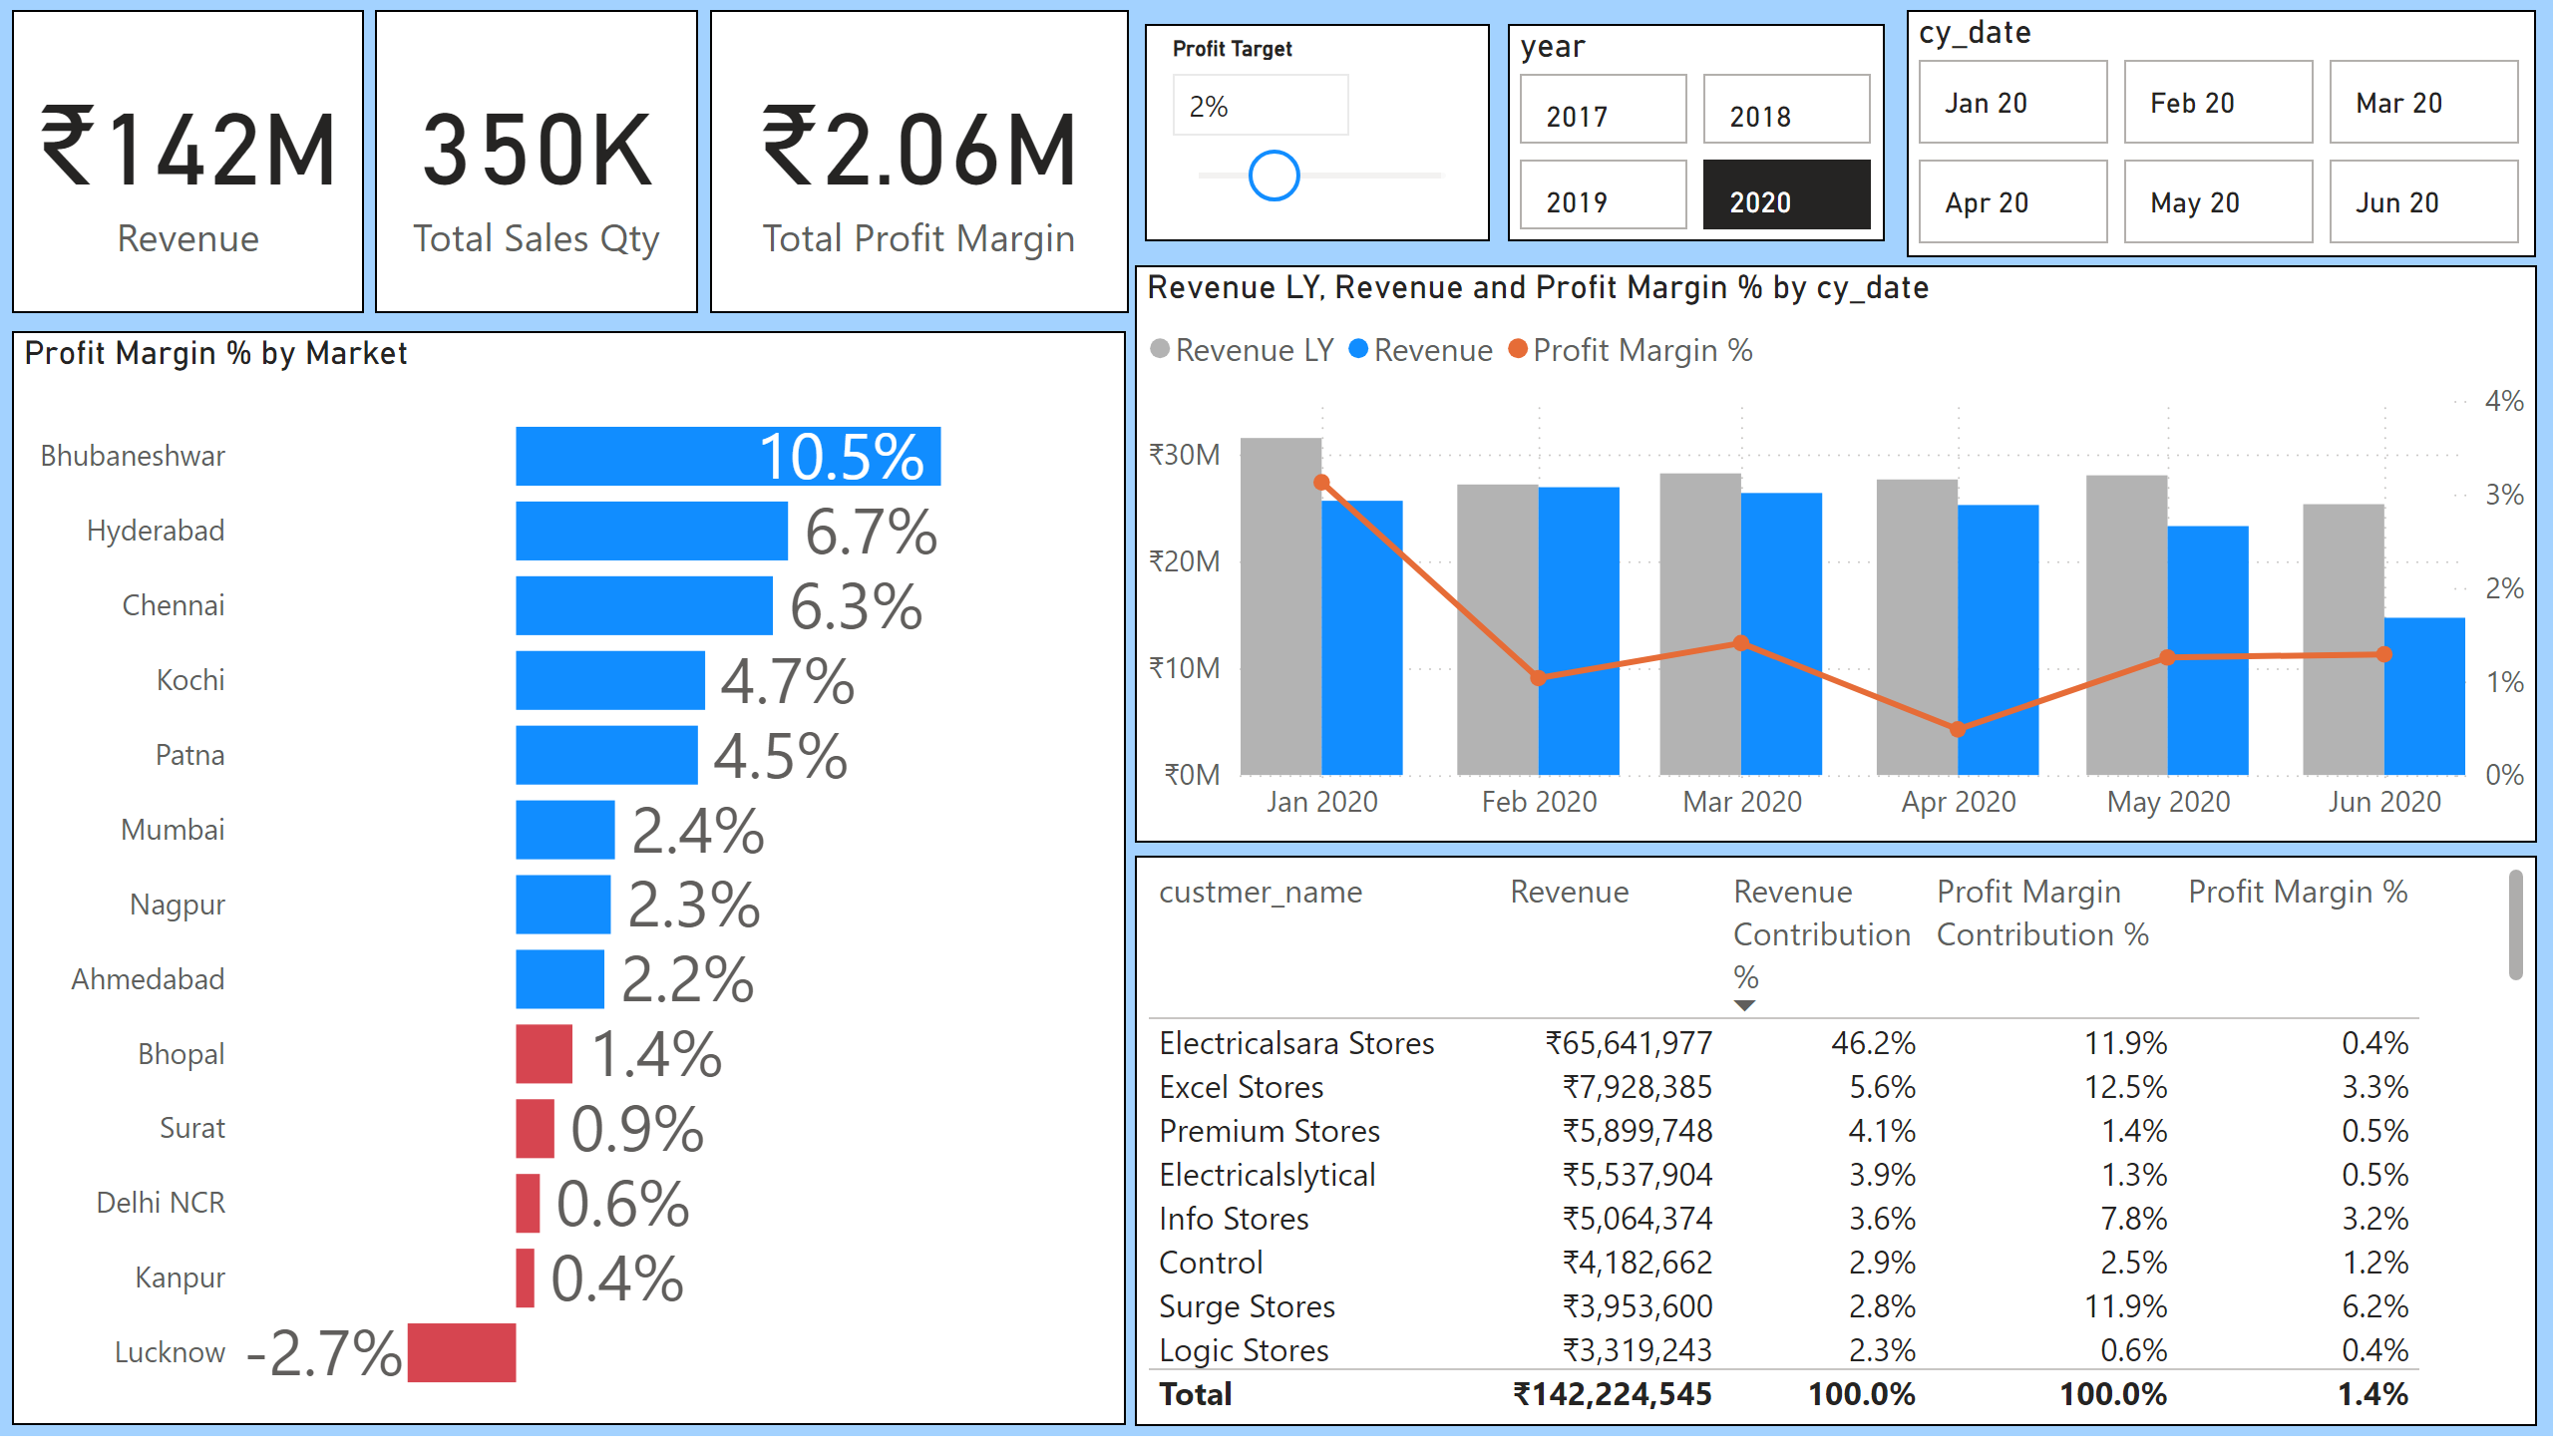 ₹142M
Revenue
350K
Total Sales Qty
₹2.06M
Total Profit Margin
Profit Target
2%
year
2017 2018
2019 2020
cy_date
Jan 20 Feb 20 Mar 20
Apr 20 May 20 Jun 20
Profit Margin % by Market
Bhubaneshwar 10.5%
Hyderabad 6.7%
Chennai 6.3%
Kochi 4.7%
Patna 4.5%
Mumbai 2.4%
Nagpur 2.3%
Ahmedabad 2.2%
Bhopal 1.4%
Surat 0.9%
Delhi NCR 0.6%
Kanpur 0.4%
Lucknow -2.7%
Revenue LY, Revenue and Profit Margin % by cy_date
Revenue LY Revenue Profit Margin %
4%
₹30M
3%
₹20M
2%
₹10M
1%
₹0M 0%
Jan 2020 Feb 2020 Mar 2020 Apr 2020 May 2020 Jun 2020
custmer_name Revenue Revenue Profit Margin Profit Margin %
Contribution Contribution %
%
Electricalsara Stores ₹65,641,977 46.2% 11.9% 0.4%
Excel Stores ₹7,928,385 5.6% 12.5% 3.3%
Premium Stores ₹5,899,748 4.1% 1.4% 0.5%
Electricalslytical ₹5,537,904 3.9% 1.3% 0.5%
Info Stores ₹5,064,374 3.6% 7.8% 3.2%
Control ₹4,182,662 2.9% 2.5% 1.2%
Surge Stores ₹3,953,600 2.8% 11.9% 6.2%
Logic Stores ₹3,319,243 2.3% 0.6% 0.4%
Total ₹142,224,545 100.0% 100.0% 1.4%